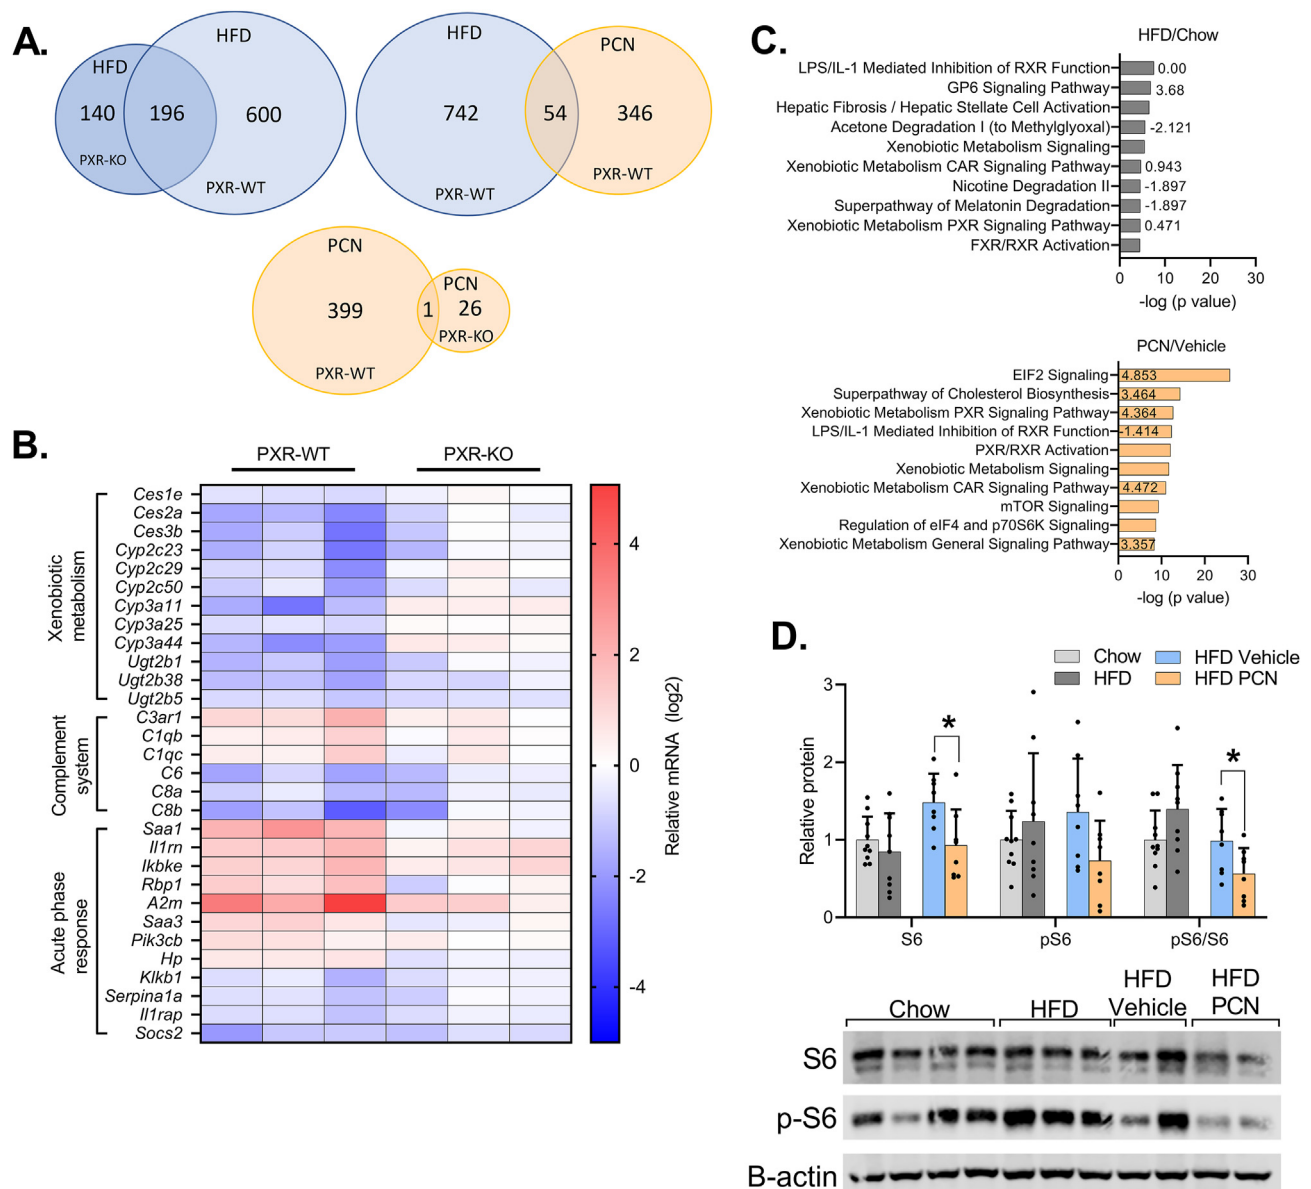 A.
HFD
HFD
140
196
600
PXR-KO
PXR-WT
HFD
PCN
742
54
346
PXR-WT
PXR-WT
PCN
PCN
399
1
26
PXR-KO
PXR-WT
B.
PXR-WT
PXR-KO
Xenobiotic
metabolism
Ces1e
Ces2a
Ces3b
Cyp2c23
Cyp2c29
Cyp2c50
Cyp3a11
Cyp3a25
Cyp3a44
Ugt2b1
Ugt2b38
Ugt2b5
Complement
system
C3ar1
C1qb
C1qc
C6
C8a
C8b
Acute phase
response
Saa1
Il1rn
Ikbke
Rbp1
A2m
Saa3
Pik3cb
Hp
Klkb1
Serpina1a
Il1rap
Socs2
4
2
0
-2
-4
Relative mRNA (log2)
C.
HFD/Chow
LPS/IL-1 Mediated Inhibition of RXR Function 0.00
GP6 Signaling Pathway 3.68
Hepatic Fibrosis / Hepatic Stellate Cell Activation
Acetone Degradation I (to Methylglyoxal) -2.121
Xenobiotic Metabolism Signaling
Xenobiotic Metabolism CAR Signaling Pathway 0.943
Nicotine Degradation II -1.897
Superpathway of Melatonin Degradation -1.897
Xenobiotic Metabolism PXR Signaling Pathway 0.471
FXR/RXR Activation
0 10 20 30
-log (p value)
PCN/Vehicle
EIF2 Signaling 4.853
Superpathway of Cholesterol Biosynthesis 3.464
Xenobiotic Metabolism PXR Signaling Pathway 4.364
LPS/IL-1 Mediated Inhibition of RXR Function -1.414
PXR/RXR Activation
Xenobiotic Metabolism Signaling
Xenobiotic Metabolism CAR Signaling Pathway 4.472
mTOR Signaling
Regulation of eIF4 and p70S6K Signaling
Xenobiotic Metabolism General Signaling Pathway 3.357
0 10 20 30
-log (p value)
D.
Chow
HFD
HFD Vehicle
HFD PCN
Relative protein
3
2
1
0
*
*
S6 pS6 pS6/S6
Chow
HFD
HFD
Vehicle
HFD
PCN
S6
p-S6
B-actin